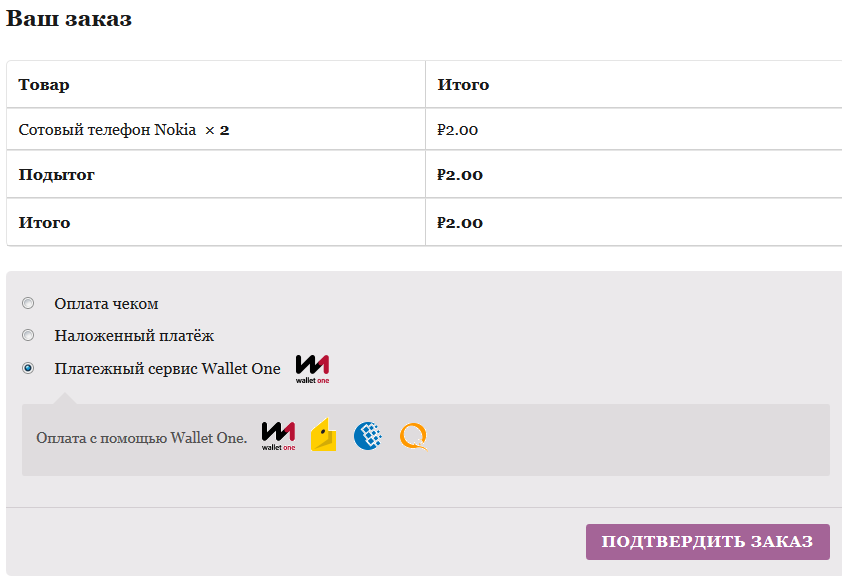 Ваш заказ
Товар Итого
Сотовый телефон Nokia × 2 ₽2.00
Подытог ₽2.00
Итого ₽2.00
Оплата чеком
Наложенный платёж
Платежный сервис Wallet One wallet one
Оплата с помощью Wallet One. wallet one
ПОДТВЕРДИТЬ ЗАКАЗ